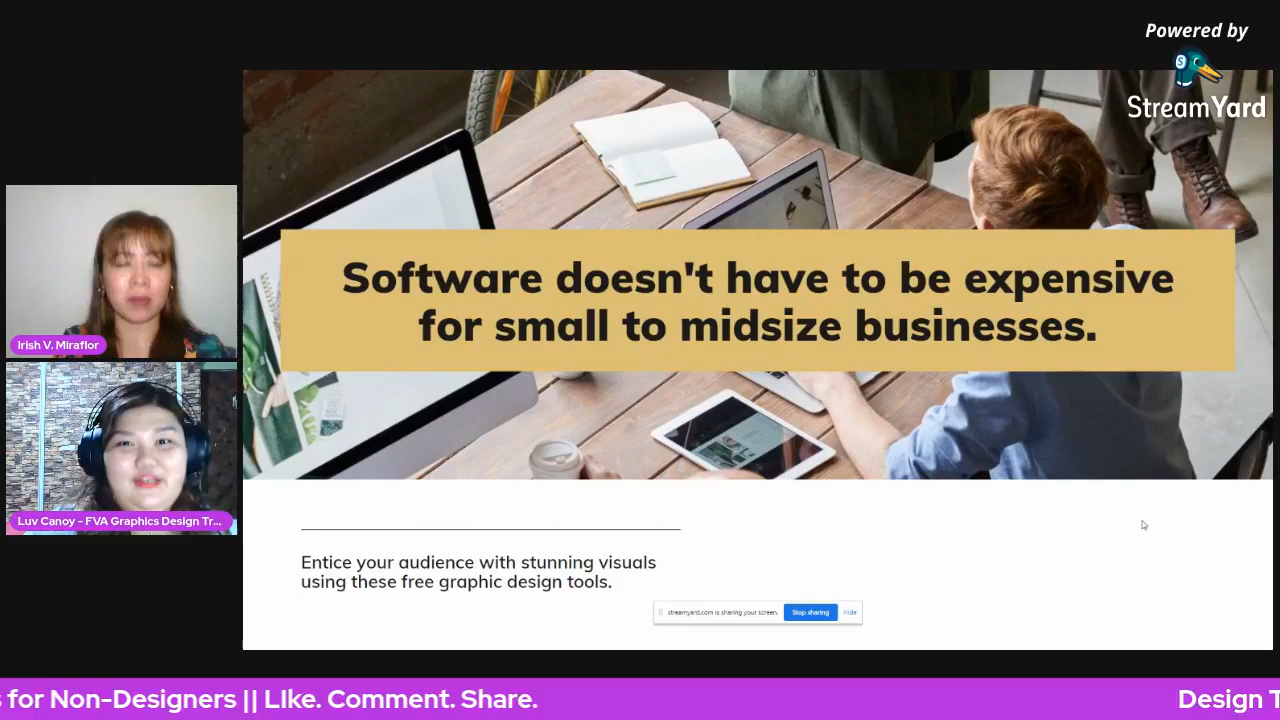 Powered by
StreamYard
Software doesn't have to be expensive
for small to midsize businesses.
Irish V. Miraflor
Luv Canoy - FVA Graphics Design Tr...
Entice your audience with stunning visuals
using these free graphic design tools.
streamyard.com is sharing your screen.
Stop sharing
Hide
s for Non-Designers || LIke. Comment. Share.
Design T